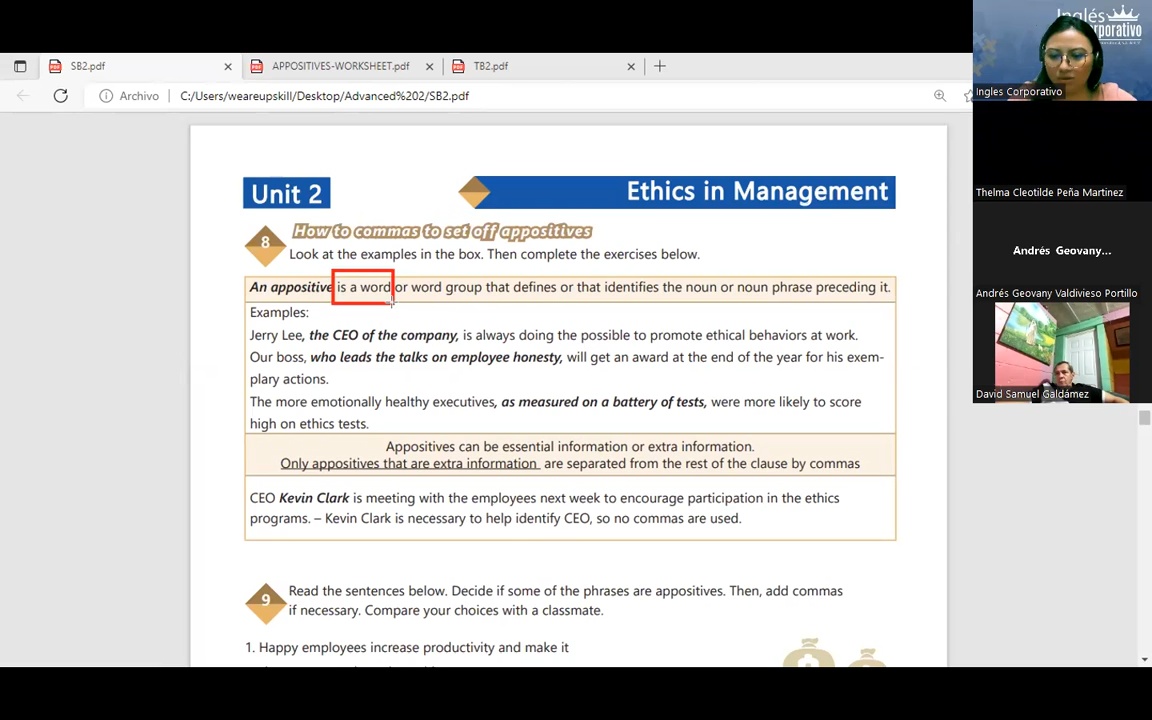 Inglés
Corporativo
SB2.pdf
APPOSITIVES-WORKSHEET.pdf
TB2.pdf
Archivo
C:/Users/weareupskill/Desktop/Advanced%202/SB2.pdf
Ingles Corporativo
Thelma Cleotilde Peña Martinez
Andrés Geovany...
Andrés Geovany Valdivieso Portillo
David Samuel Galdámez
Unit 2
Ethics in Management
8
How to commas to set off appositives
Look at the examples in the box. Then complete the exercises below.
An appositive is a word or word group that defines or that identifies the noun or noun phrase preceding it.
Examples:
Jerry Lee, the CEO of the company, is always doing the possible to promote ethical behaviors at work.
Our boss, who leads the talks on employee honesty, will get an award at the end of the year for his exem-
plary actions.
The more emotionally healthy executives, as measured on a battery of tests, were more likely to score
high on ethics tests.
Appositives can be essential information or extra information.
Only appositives that are extra information are separated from the rest of the clause by commas
CEO Kevin Clark is meeting with the employees next week to encourage participation in the ethics
programs. – Kevin Clark is necessary to help identify CEO, so no commas are used.
9
Read the sentences below. Decide if some of the phrases are appositives. Then, add commas
if necessary. Compare your choices with a classmate.
1. Happy employees increase productivity and make it